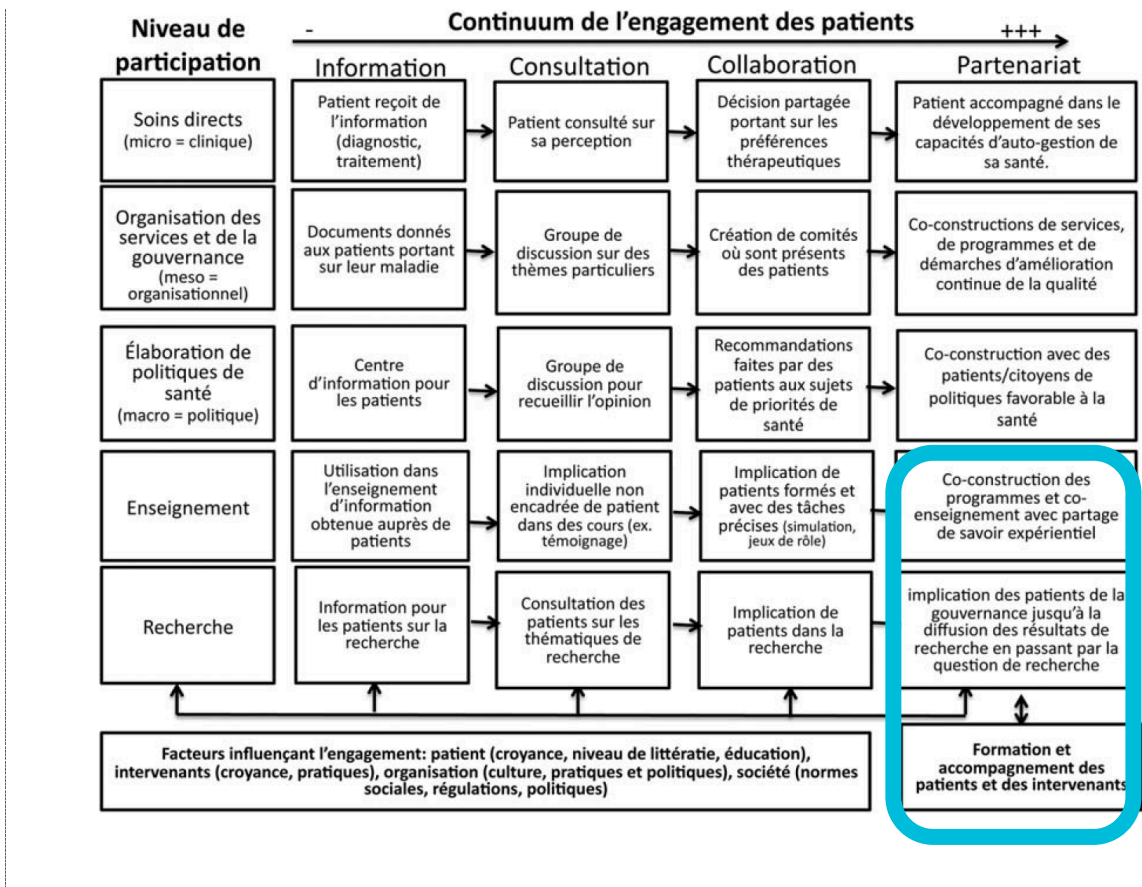 Niveau de
participation
Continuum de l'engagement des patients
- +++
Information
Consultation
Collaboration
Partenariat
Soins directs
(micro = clinique)
Patient reçoit de
l'information
(diagnostic,
traitement)
Patient consulté sur
sa perception
Décision partagée
portant sur les
préférences
thérapeutiques
Patient accompagné dans le
développement de ses
capacités d'auto-gestion de
sa santé.
Organisation des
services et de la
gouvernance
(meso =
organisationnel)
Documents donnés
aux patients portant
sur leur maladie
Groupe de
discussion sur des
thèmes particuliers
Création de comités
où sont présents
des patients
Co-constructions de services,
de programmes et de
démarches d'amélioration
continue de la qualité
Élaboration de
politiques de
santé
(macro = politique)
Centre
d'information pour
les patients
Groupe de
discussion pour
recueillir l'opinion
Recommandations
faites par des
patients aux sujets
de priorités de
santé
Co-construction avec des
patients/citoyens de
politiques favorable à la
santé
Enseignement
Utilisation dans
l'enseignement
d'information
obtenue auprès de
patients
Implication
individuelle non
encadrée de patient
dans des cours (ex.
témoignage)
Implication de
patients formés et
avec des tâches
précises (simulation,
jeux de rôle)
Co-construction des
programmes et co-
enseignement avec partage
de savoir expérientiel
Recherche
Information pour
les patients sur la
recherche
Consultation des
patients sur les
thématiques de
recherche
Implication de
patients dans la
recherche
implication des patients de la
gouvernance jusqu'à la
diffusion des résultats de
recherche en passant par la
question de recherche
Facteurs influençant l'engagement: patient (croyance, niveau de littératie, éducation),
intervenants (croyance, pratiques), organisation (culture, pratiques et politiques), société (normes
sociales, régulations, politiques)
Formation et
accompagnement des
patients et des intervenants